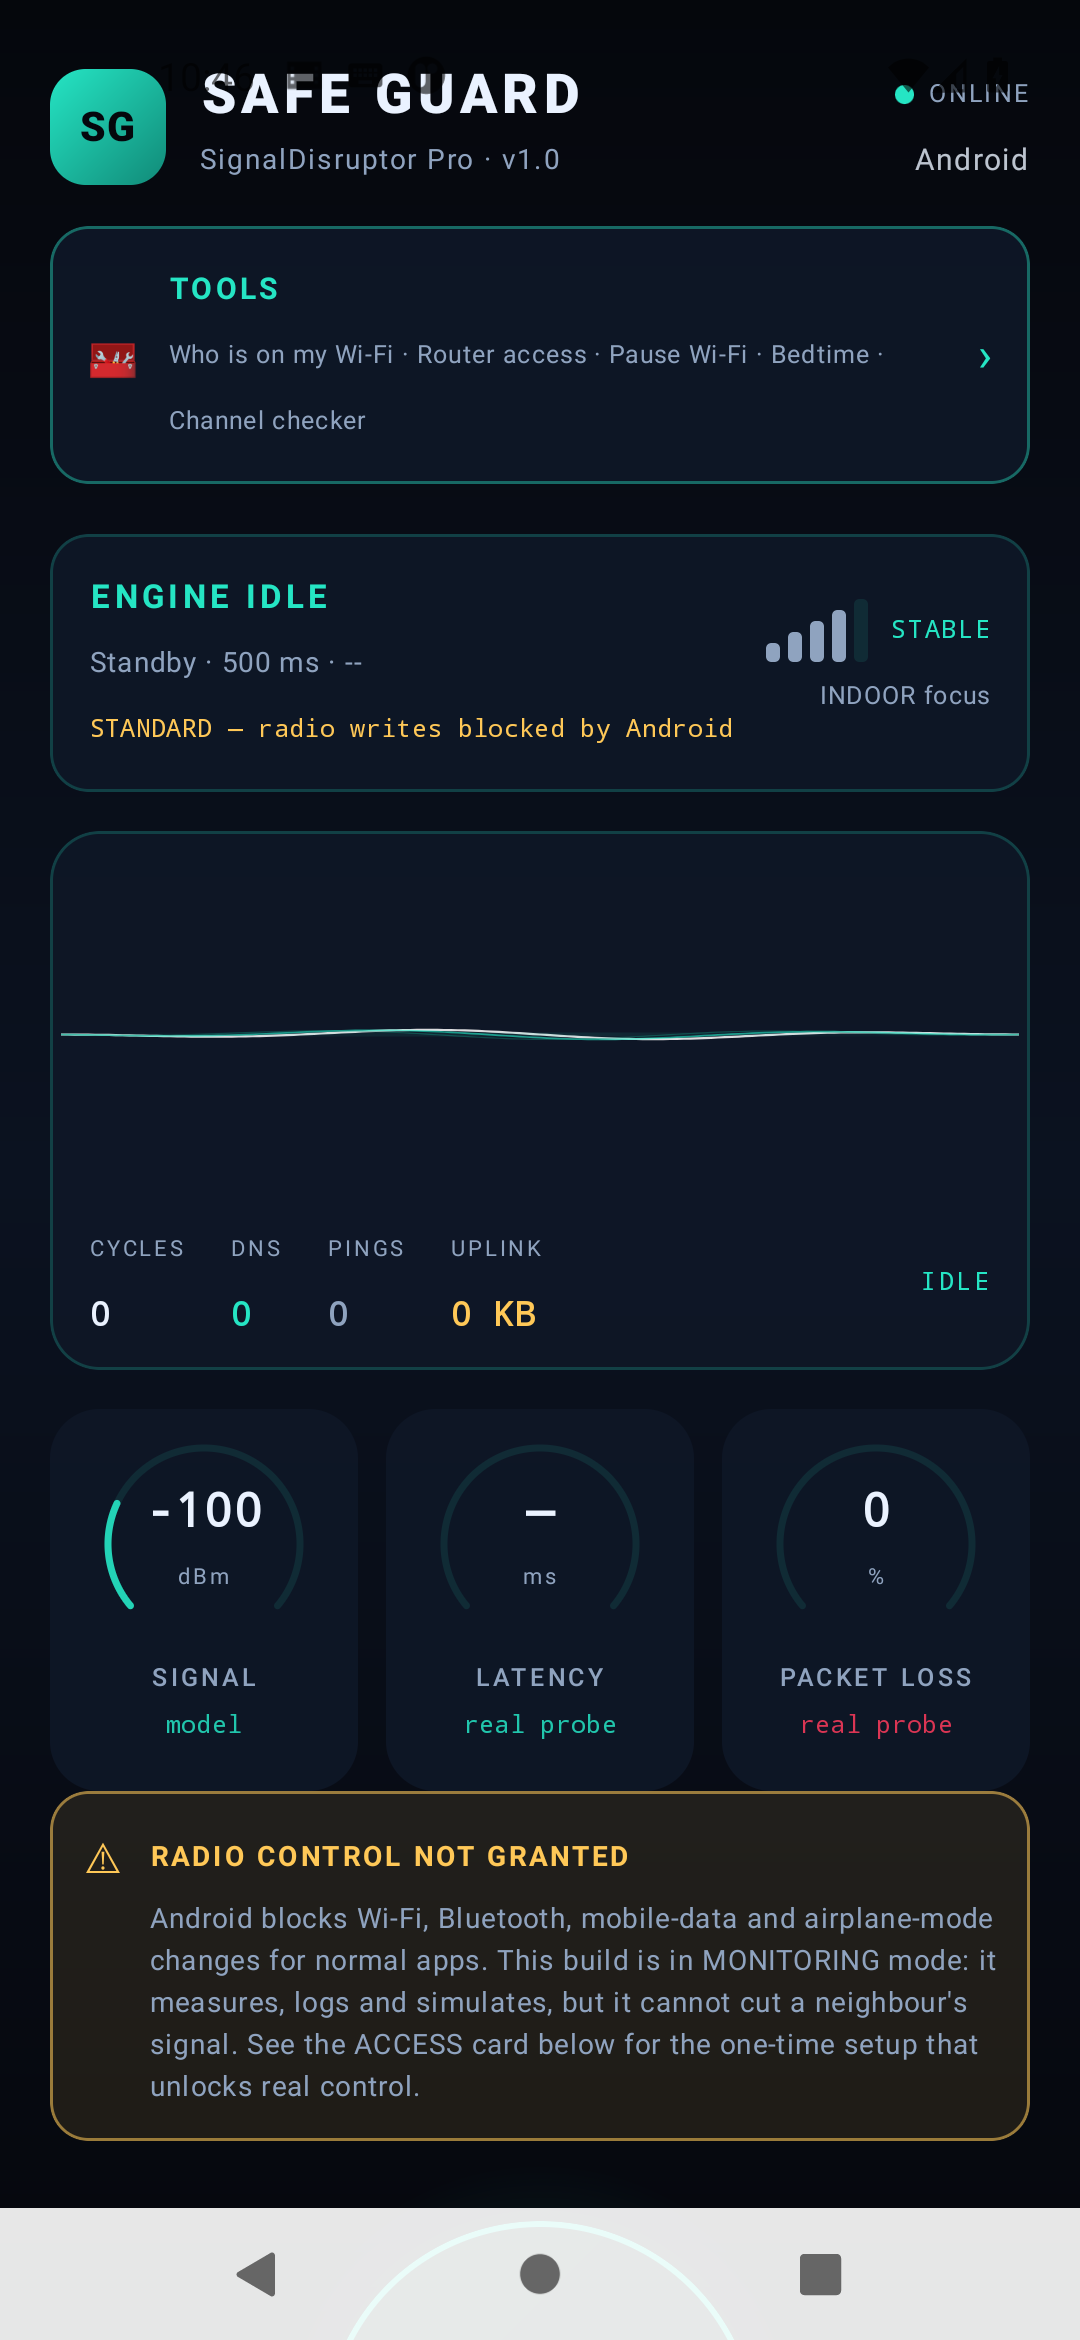 SG
SAFE GUARD
ONLINE
SignalDisruptor Pro · v1.0
Android
TOOLS
Who is on my Wi-Fi · Router access · Pause Wi-Fi · Bedtime ·
Channel checker
ENGINE IDLE
STABLE
Standby · 500 ms · --
INDOOR focus
STANDARD — radio writes blocked by Android
CYCLES DNS PINGS UPLINK
IDLE
0 0 0 0 KB
-100 — 0
dBm ms %
SIGNAL LATENCY PACKET LOSS
model real probe real probe
⚠ RADIO CONTROL NOT GRANTED
Android blocks Wi-Fi, Bluetooth, mobile-data and airplane-mode
changes for normal apps. This build is in MONITORING mode: it
measures, logs and simulates, but it cannot cut a neighbour's
signal. See the ACCESS card below for the one-time setup that
unlocks real control.